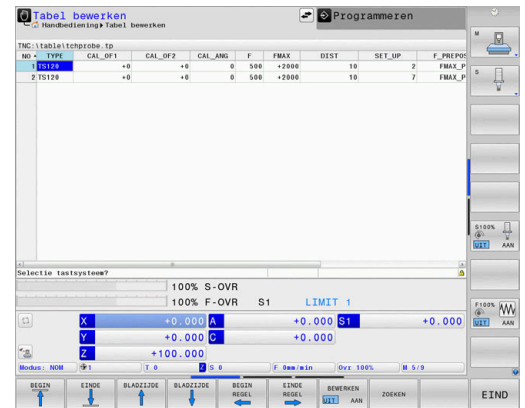 Tabel bewerken
Programmeren
Handbediening ▸ Tabel bewerken
TNC:\table\tchprobe.tp
NO TYPE CAL_OF1 CAL_OF2 CAL_ANG F FMAX DIST SET_UP F_PREPOS
1 TS120 +0 +0 0 500 +2000 10 2 FMAX_P
2 TS120 +0 +0 0 500 +2000 10 7 FMAX_P
Selectie tastsysteem?
100% S-OVR
100% F-OVR S1 LIMIT 1
X +0.000 A +0.000 S1 +0.000
Y +0.000 C +0.000
Z +100.000
Modus: NOM 1 T 0 Z S 0 F 0mm/min Ovr 100% M 5/9
M
S
S100%
UIT AAN
F100%
UIT AAN
BEGIN
EINDE
BLADZIJDE
BLADZIJDE
BEGIN REGEL
EINDE REGEL
BEWERKEN
UIT AAN
ZOEKEN
EIND